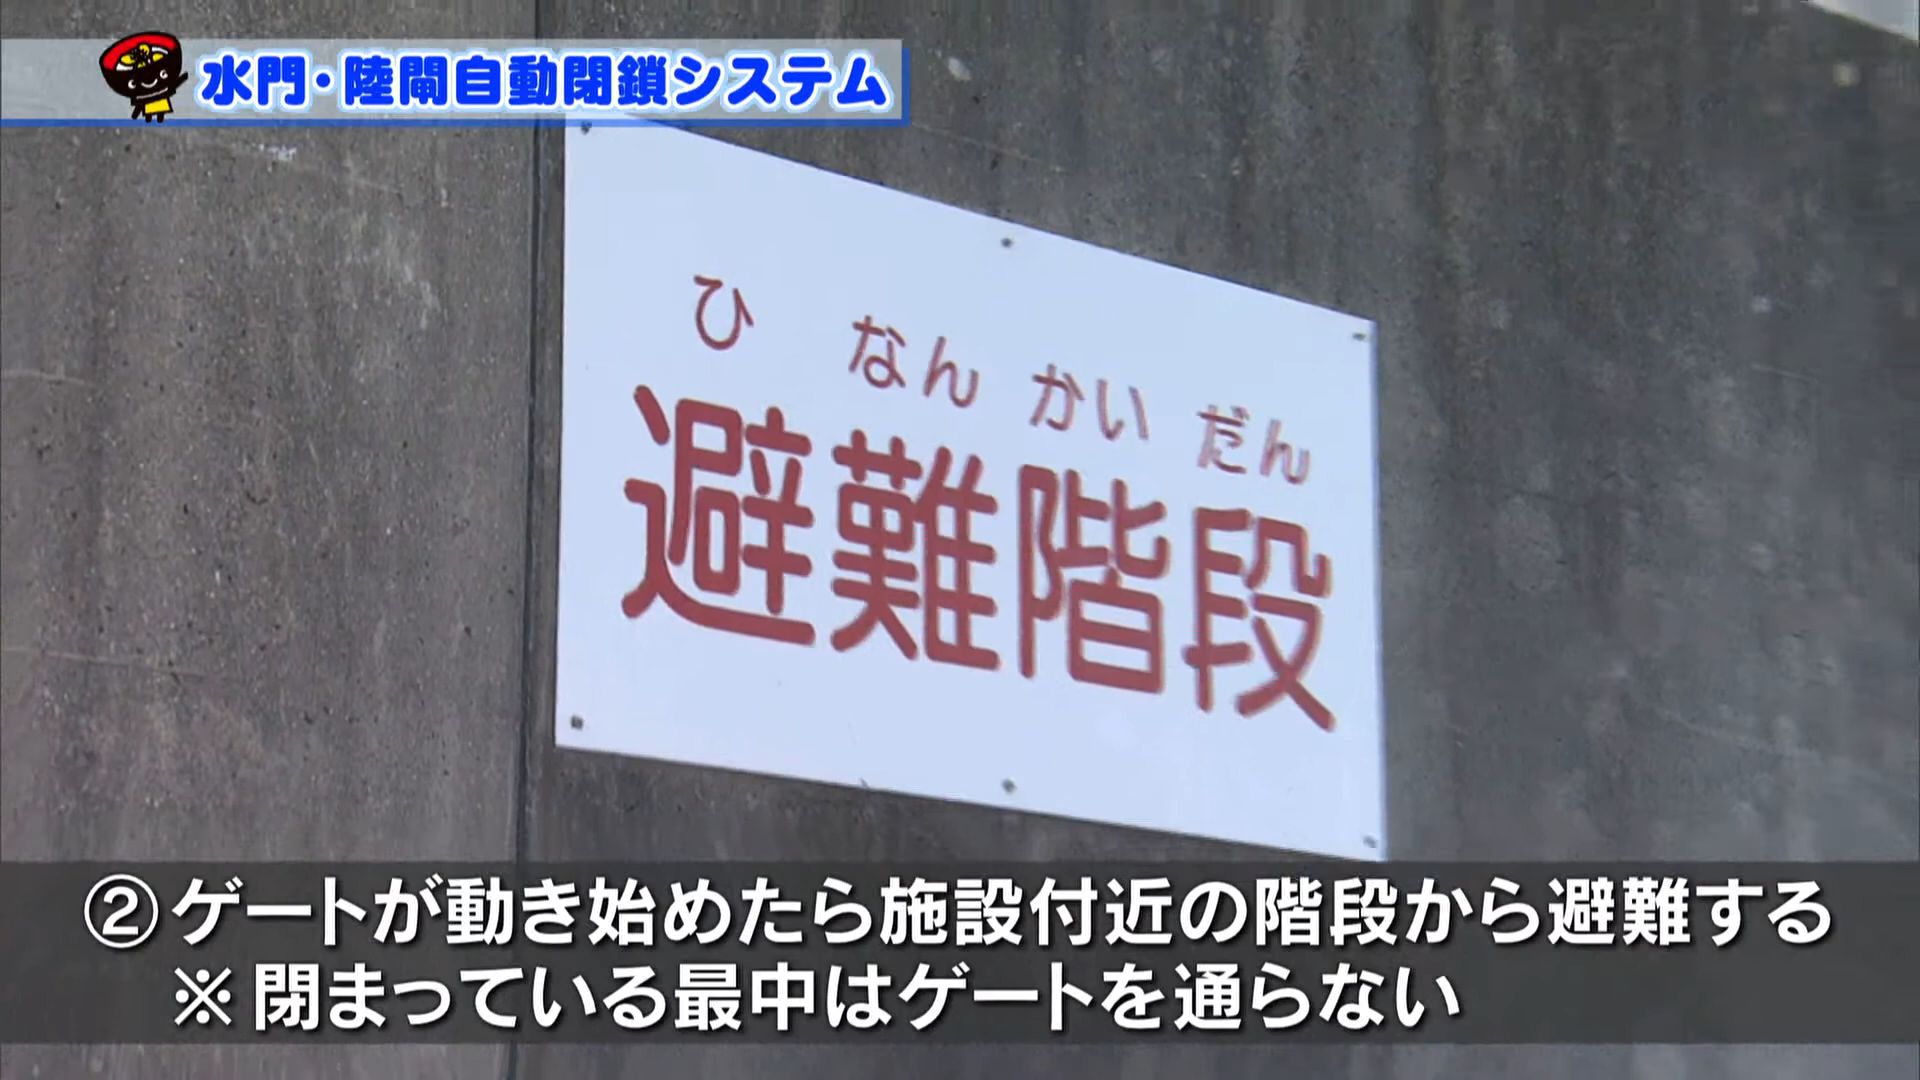 水門・陸閘自動閉鎖システム
ひ なん かい だん
避難階段
②ゲートが動き始めたら施設付近の階段から避難する
※閉まっている最中はゲートを通らない